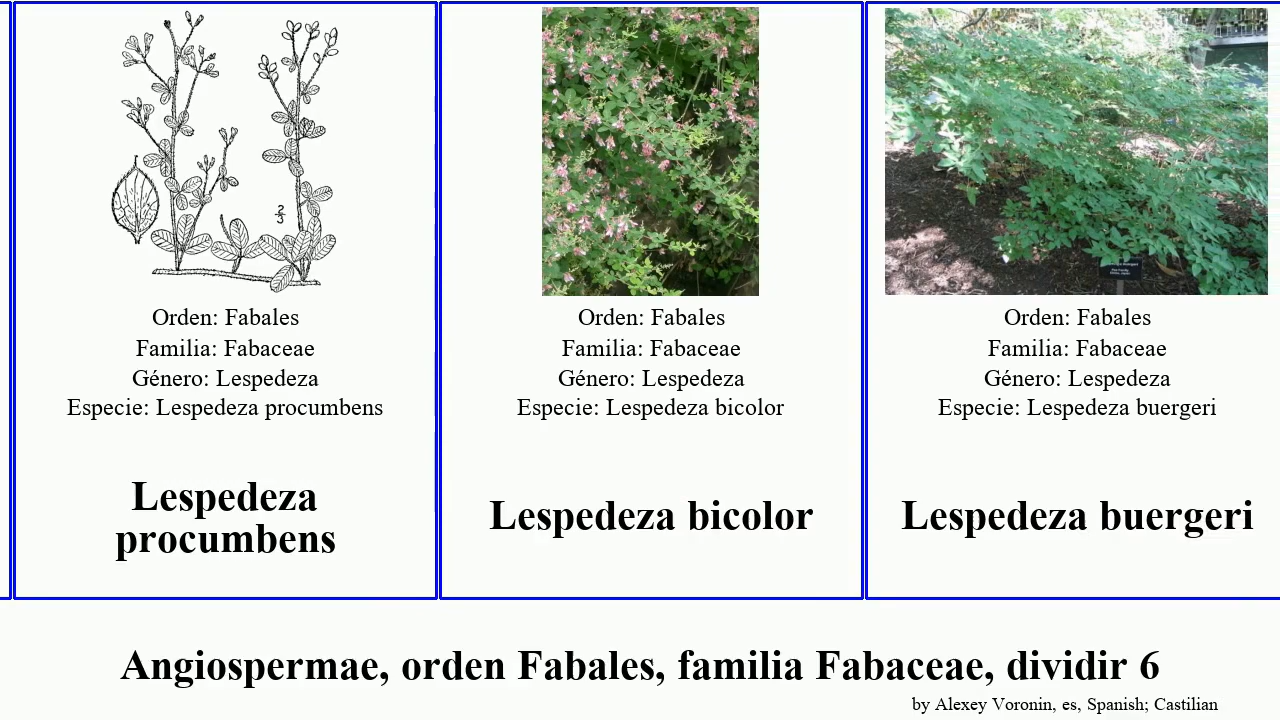 Orden: Fabales
Familia: Fabaceae
Género: Lespedeza
Especie: Lespedeza procumbens
Lespedeza
procumbens
Orden: Fabales
Familia: Fabaceae
Género: Lespedeza
Especie: Lespedeza bicolor
Lespedeza bicolor
Orden: Fabales
Familia: Fabaceae
Género: Lespedeza
Especie: Lespedeza buergeri
Lespedeza buergeri
Angiospermae, orden Fabales, familia Fabaceae, dividir 6
by Alexey Voronin, es, Spanish; Castilian